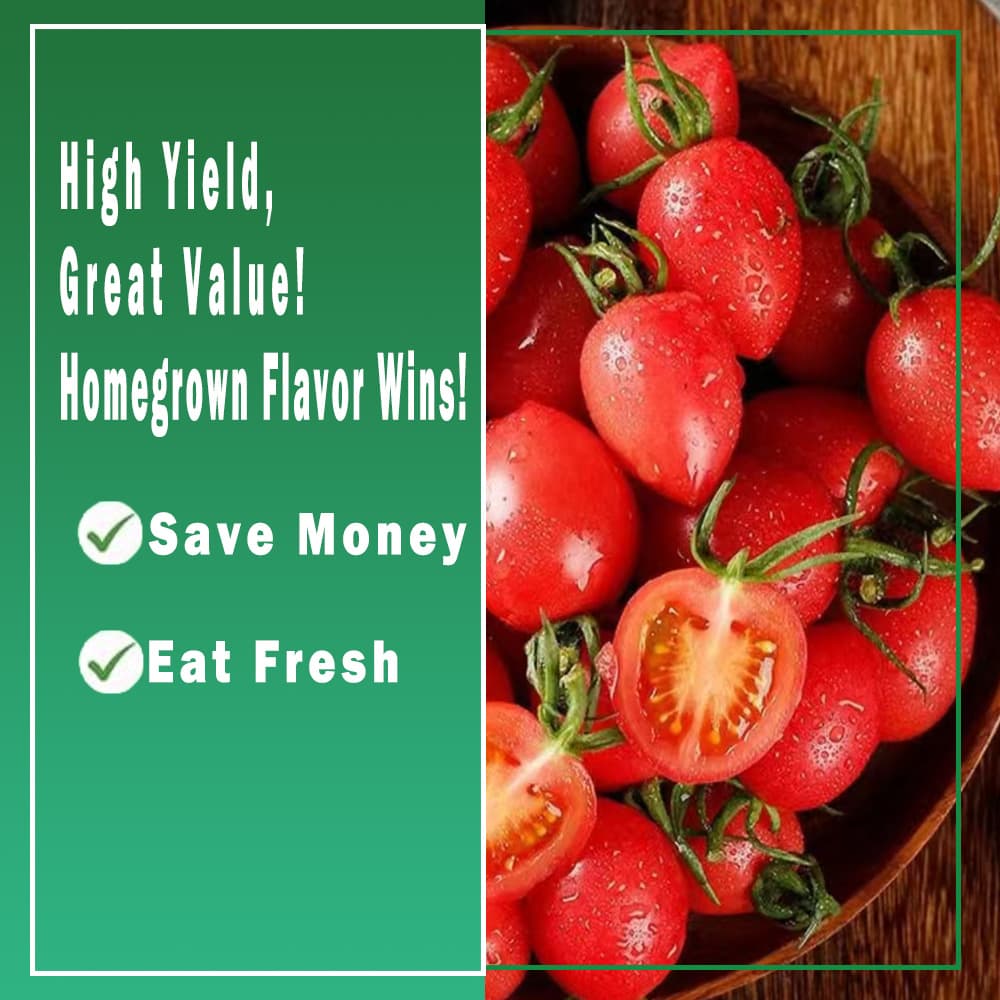 High Yield,
Great Value!
Homegrown Flavor Wins!
Save Money
Eat Fresh